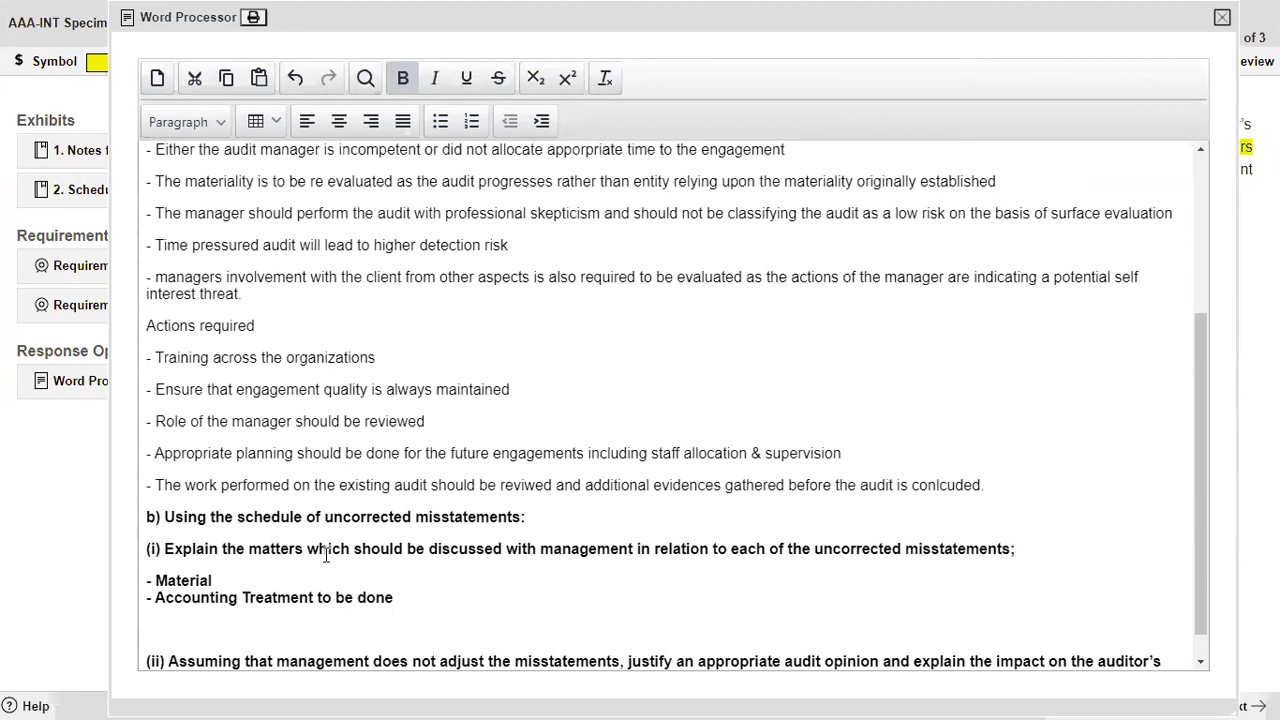 AAA-INT Specim
Word Processor
of 3
$ Symbol
eview
Paragraph
Exhibits
1. Notes f
2. Schedu
Requirement
Requirem
Requirem
Response Op
Word Pro
's
rs
nt
- Either the audit manager is incompetent or did not allocate apporpriate time to the engagement
- The materiality is to be re evaluated as the audit progresses rather than entity relying upon the materiality originally established
- The manager should perform the audit with professional skepticism and should not be classifying the audit as a low risk on the basis of surface evaluation
- Time pressured audit will lead to higher detection risk
- managers involvement with the client from other aspects is also required to be evaluated as the actions of the manager are indicating a potential self
interest threat.
Actions required
- Training across the organizations
- Ensure that engagement quality is always maintained
- Role of the manager should be reviewed
- Appropriate planning should be done for the future engagements including staff allocation & supervision
- The work performed on the existing audit should be reviwed and additional evidences gathered before the audit is conlcuded.
b) Using the schedule of uncorrected misstatements:
(i) Explain the matters which should be discussed with management in relation to each of the uncorrected misstatements;
- Material
- Accounting Treatment to be done
(ii) Assuming that management does not adjust the misstatements, justify an appropriate audit opinion and explain the impact on the auditor's
Help
xt